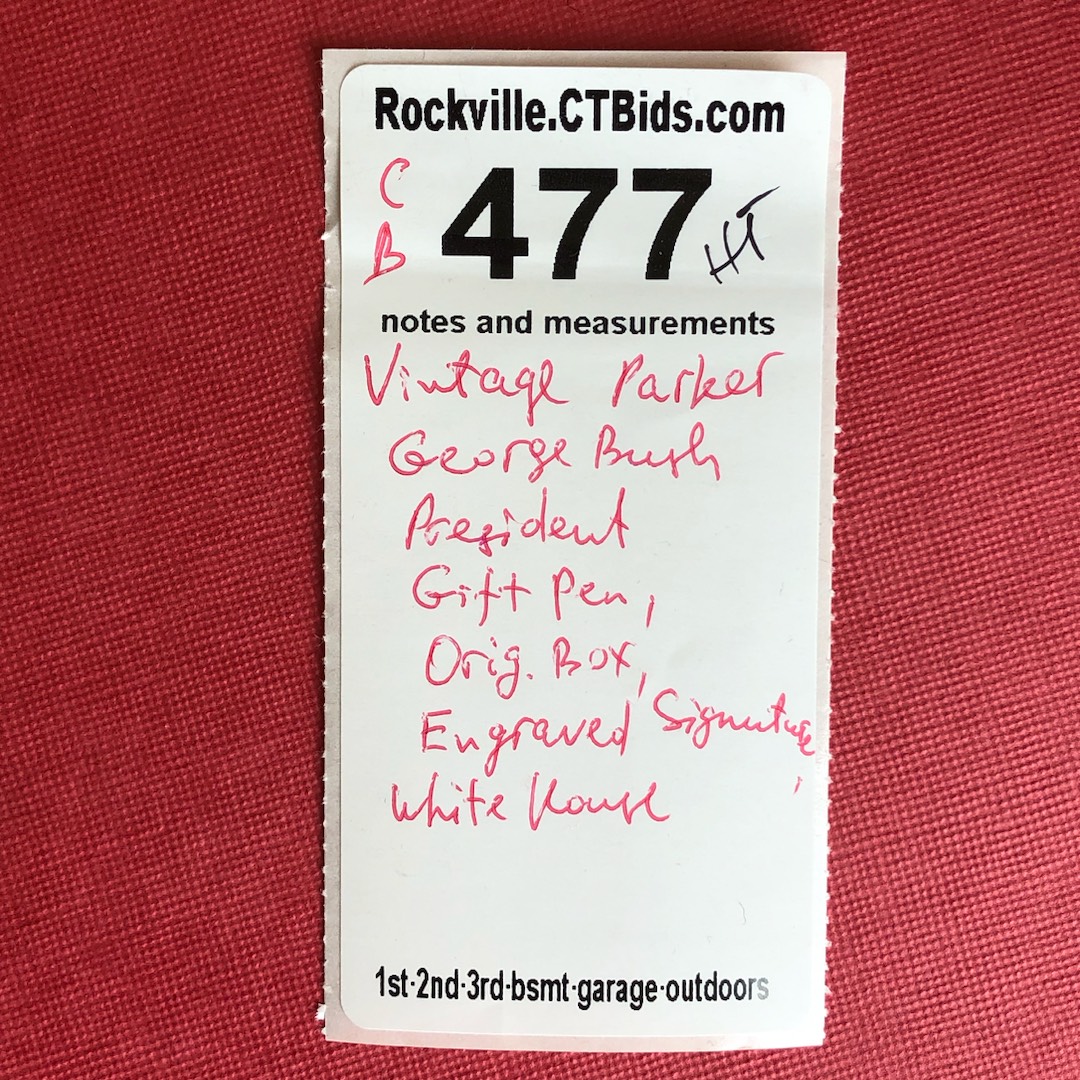 Rockville.CTBids.com
C
B
477
HT
notes and measurements
Vintage Parker
George Bush
President
Gift Pen,
Orig. Box,
Engraved Signature,
White House
1st·2nd·3rd·bsmt·garage·outdoors